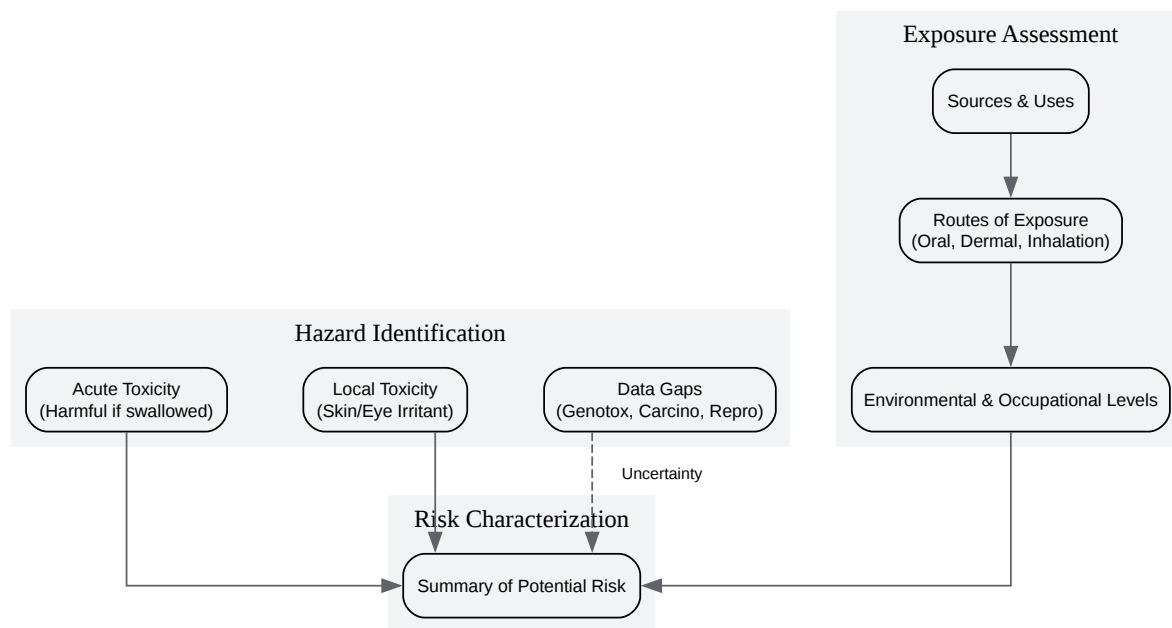 Exposure Assessment
Sources & Uses
Routes of Exposure
(Oral, Dermal, Inhalation)
Environmental & Occupational Levels
Hazard Identification
Acute Toxicity
(Harmful if swallowed)
Local Toxicity
(Skin/Eye Irritant)
Data Gaps
(Genotox, Carcino, Repro)
Uncertainty
Risk Characterization
Summary of Potential Risk